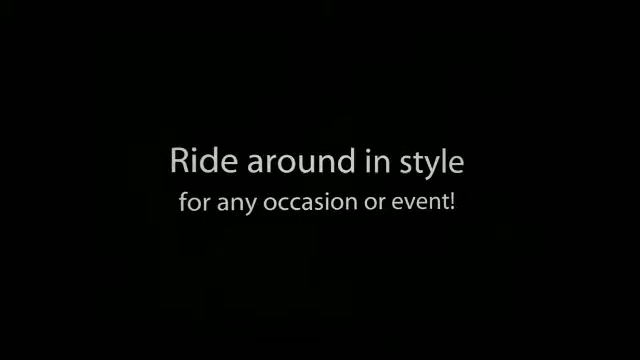 Ride around in style
for any occasion or event!